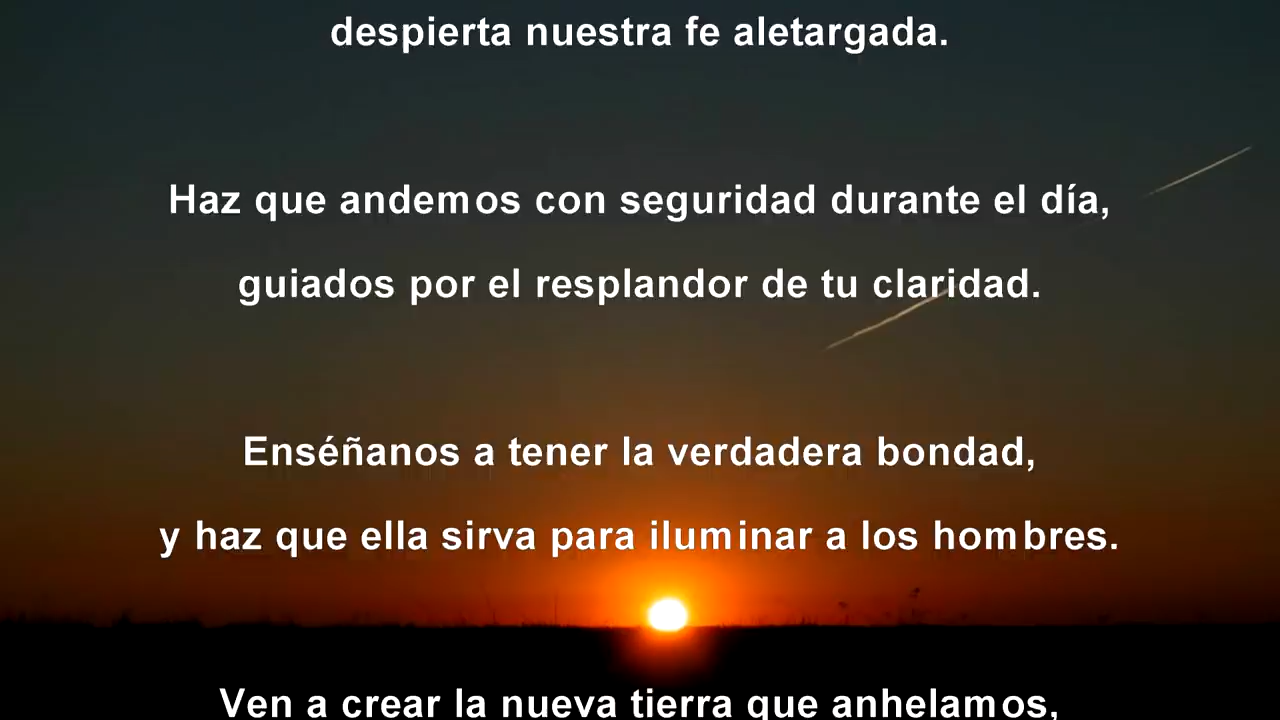 despierta nuestra fe aletargada.
Haz que andemos con seguridad durante el día,
guiados por el resplandor de tu claridad.
Enséñanos a tener la verdadera bondad,
y haz que ella sirva para iluminar a los hombres.
Ven a crear la nueva tierra que anhelamos,